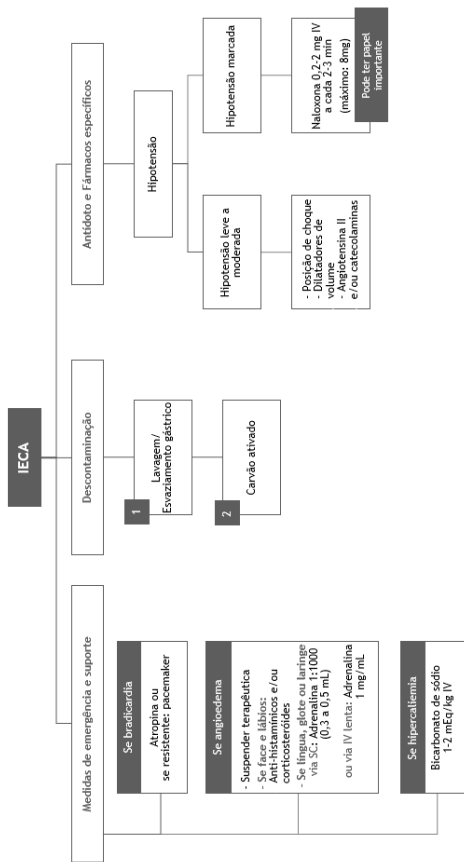 IECA
Medidas de emergência e suporte
Se bradicardia
Atropina ou
se resistente: pacemaker
Se angioedema
- Suspender terapêutica
- Se face e lábios:
Anti-histamínicos e/ou
corticosteróides
- Se língua, glote ou laringe
via SC: Adrenalina 1:1000
(0,3 a 0,5 mL)
ou via IV lenta: Adrenalina
1 mg/mL
Se hipercaliemia
Bicarbonato de sódio
1-2 mEq/kg IV
Descontaminação
1
Lavagem/
Esvaziamento gástrico
2
Carvão ativado
Antídoto e Fármacos específicos
Hipotensão
Hipotensão leve a
moderada
- Posição de choque
- Dilatadores de
volume
- Angiotensina II
e/ou catecolaminas
Hipotensão marcada
Naloxona 0,2-2 mg IV
a cada 2-3 min
(máximo: 8mg)
Pode ter papel
importante